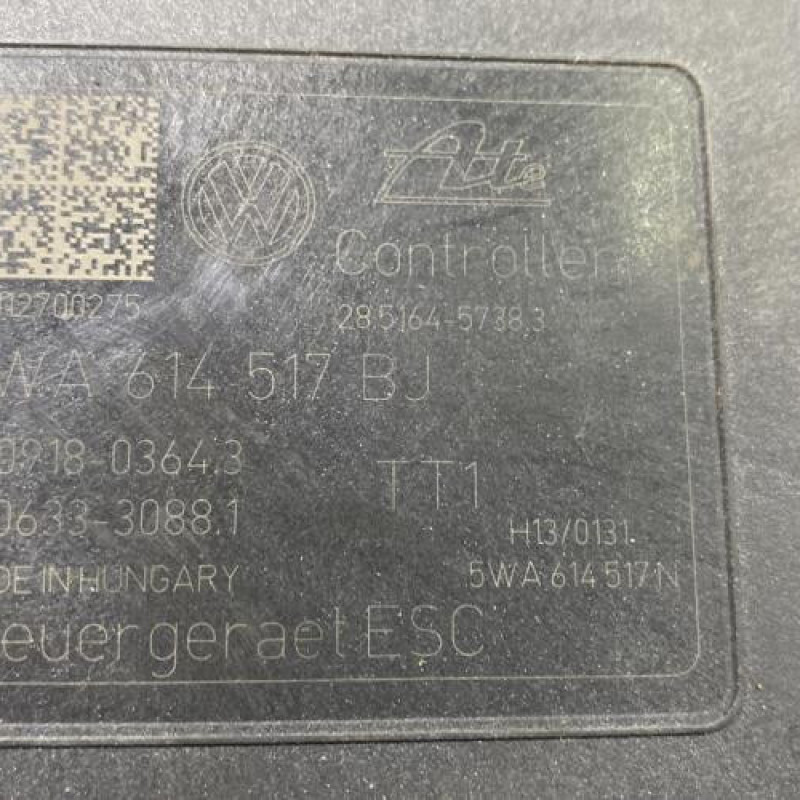 Ate
Controller
02700275
28.5164-5738.3
WA 614 517 BJ
0918-0364.3
TT1
0633-3088.1
H13/0131
DE IN HUNGARY
5WA 614 517 N
euergeraet ESC